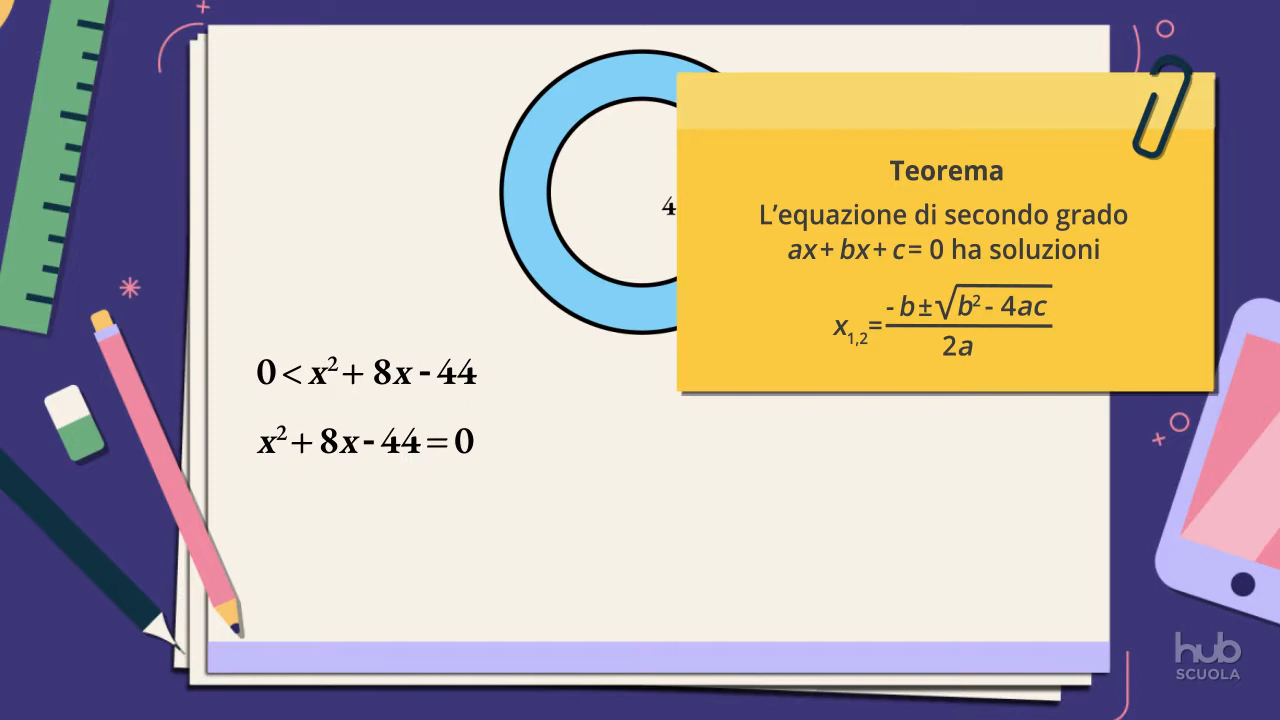 4
Teorema
L'equazione di secondo grado
ax + bx + c = 0 ha soluzioni
x1,2 = -b ± √b² - 4ac / 2a
0 < x² + 8x - 44
x² + 8x - 44 = 0
hub
SCUOLA